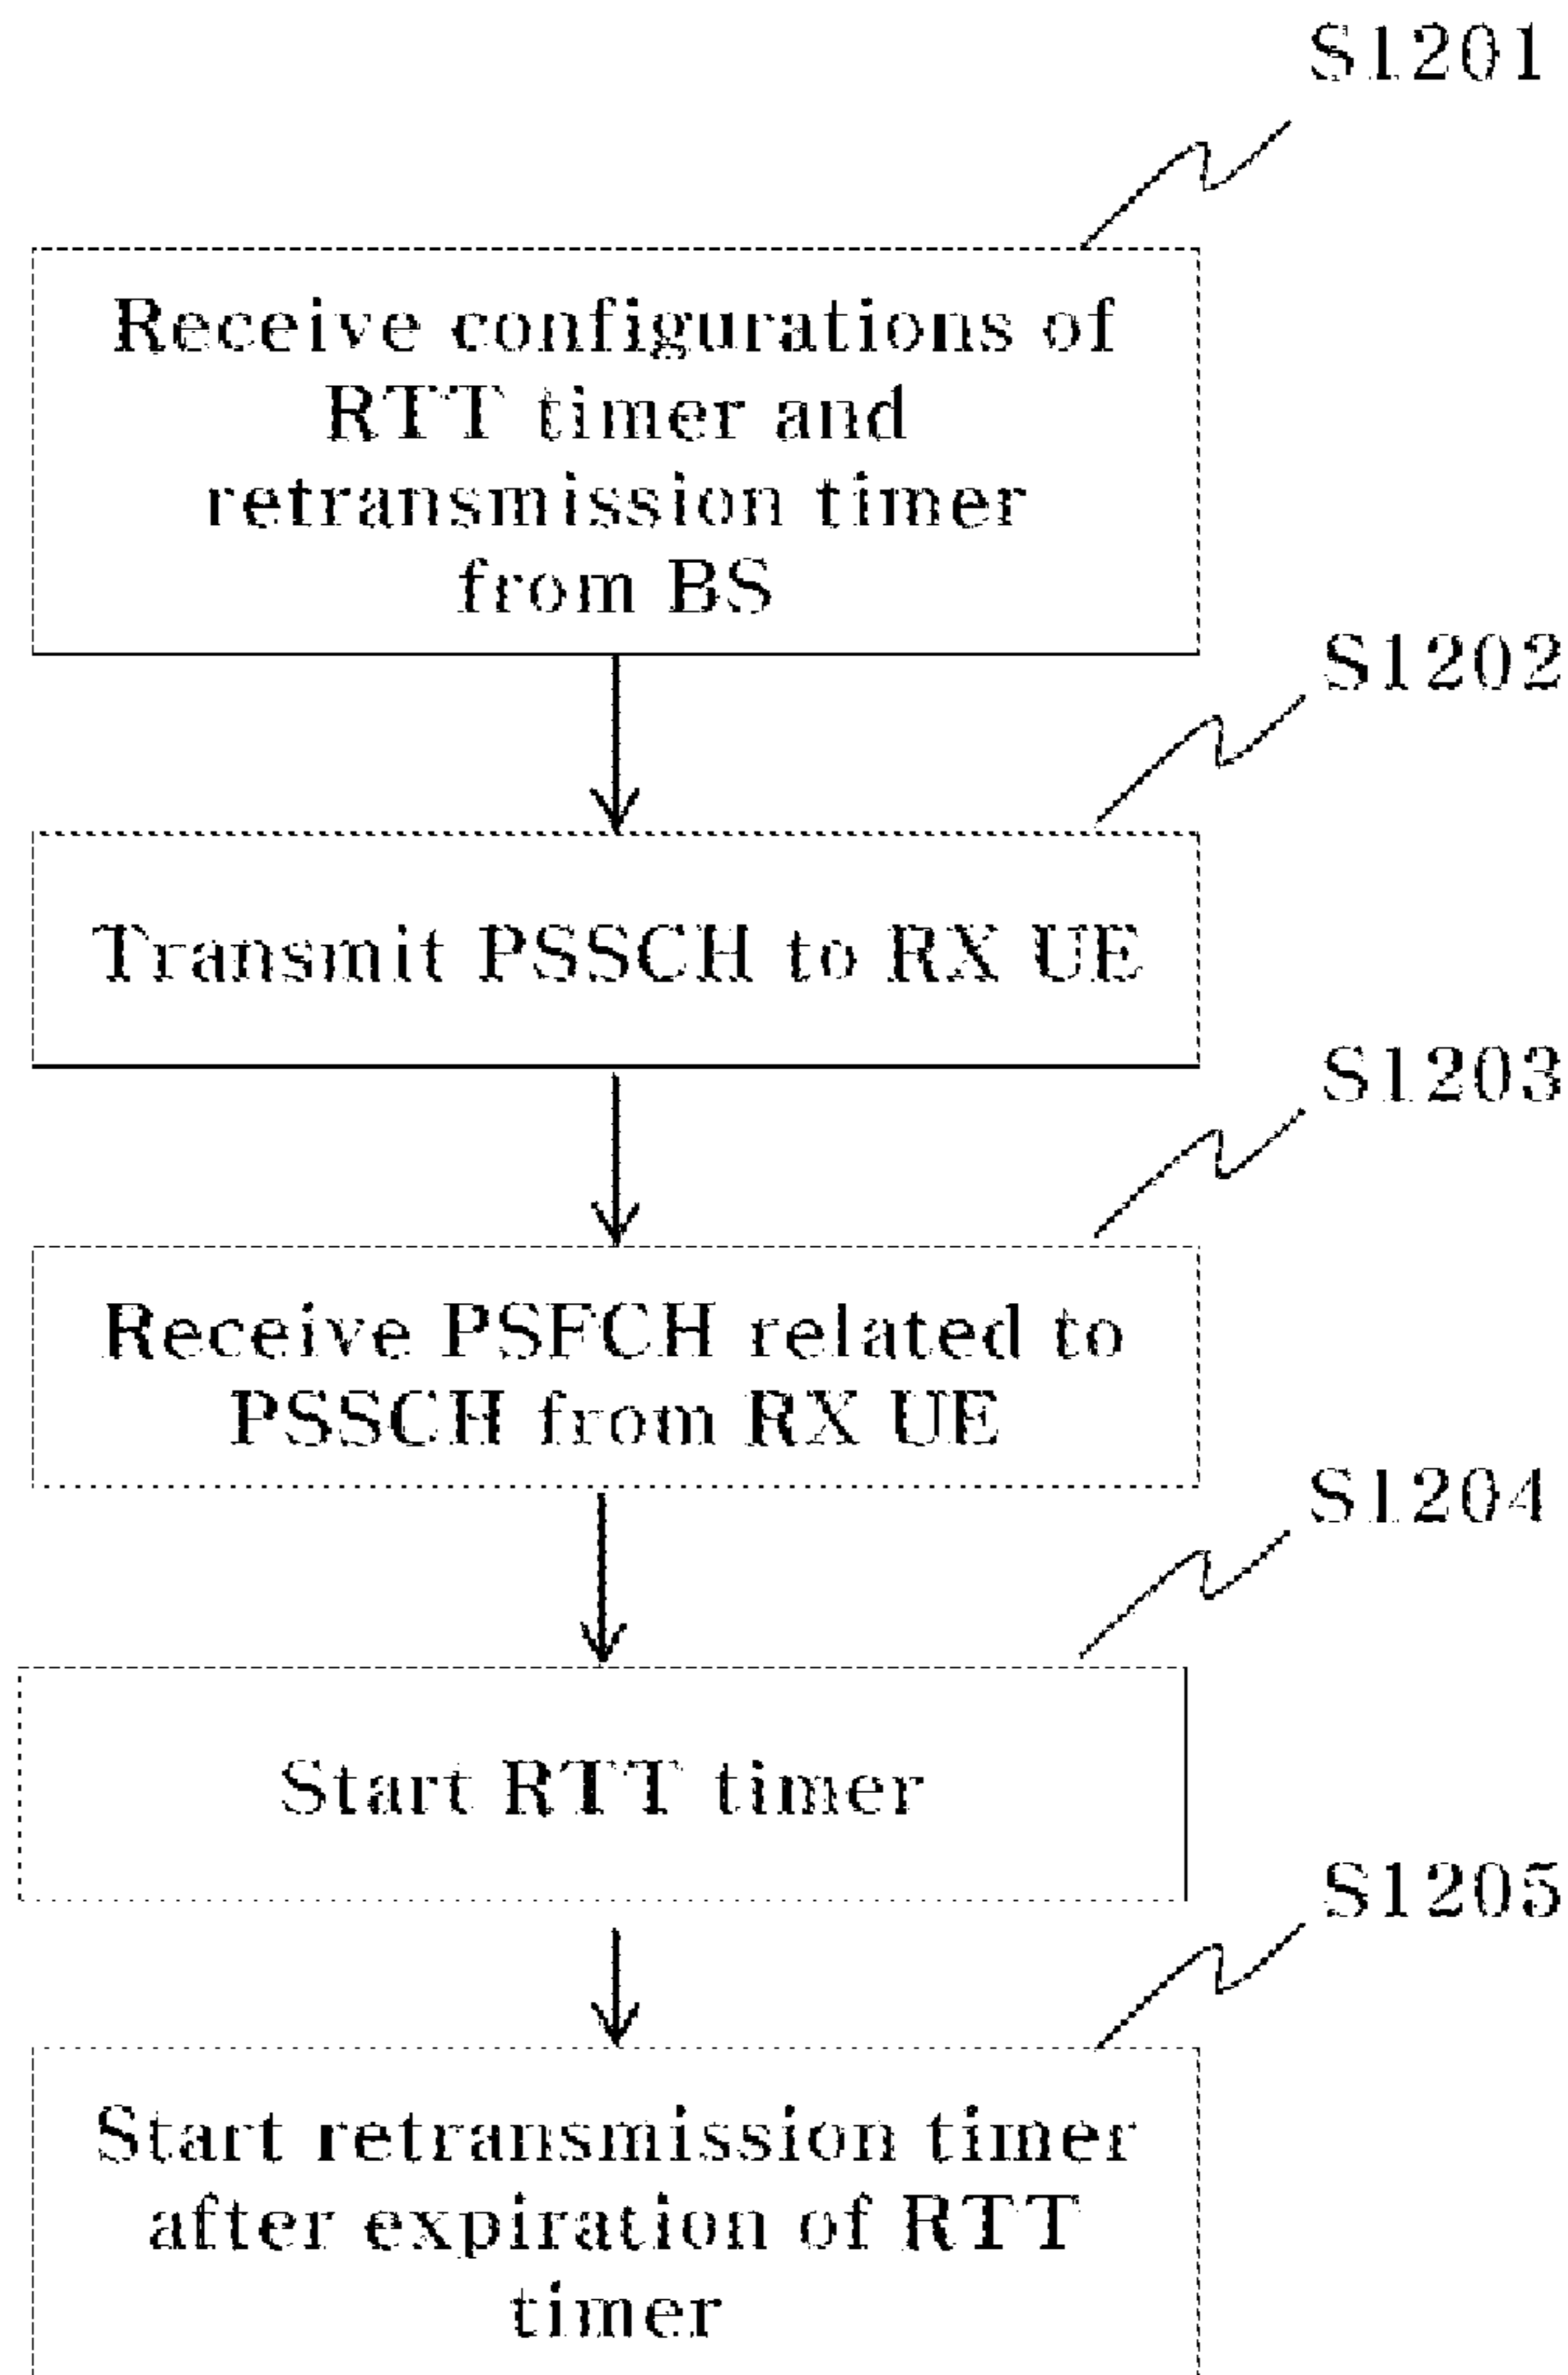 S1201
Receive configurations of
RTT timer and
retransmission timer
from BS
S1202
Transmit PSSCH to RX UE
S1203
Receive PSFCH related to
PSSCH from RX UE
S1204
Start RTT timer
S1205
Start retransmission timer
after expiration of RTT
timer